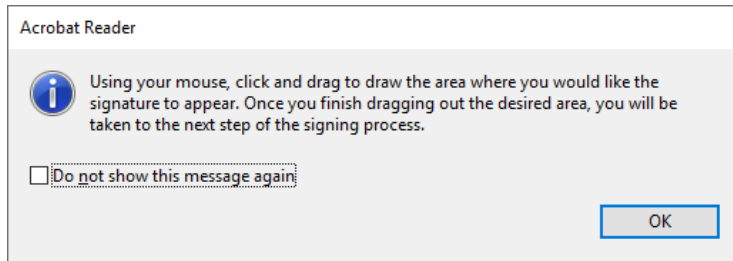 Acrobat Reader
Using your mouse, click and drag to draw the area where you would like the
signature to appear. Once you finish dragging out the desired area, you will be
taken to the next step of the signing process.
Do not show this message again
OK